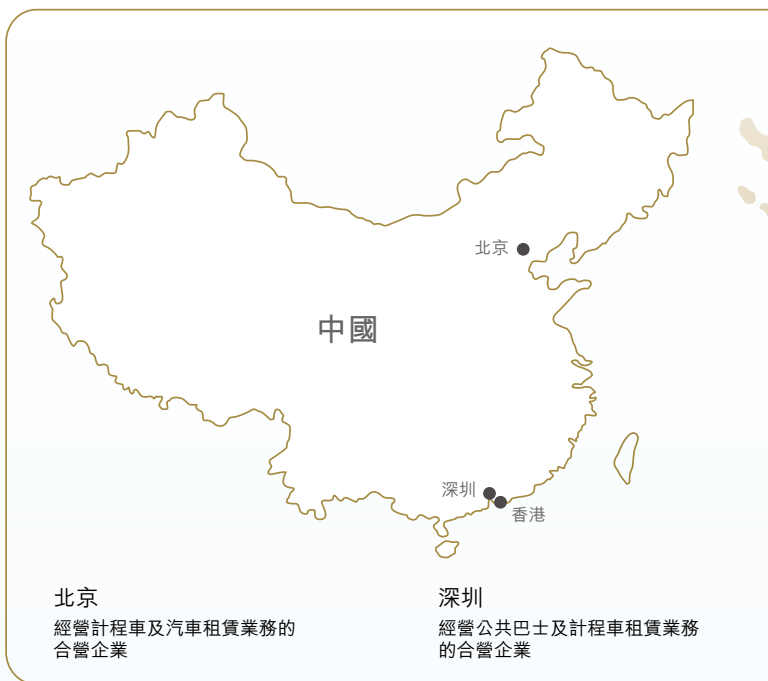 北京
中國
深圳
香港
北京
經營計程車及汽車租賃業務的
合營企業
深圳
經營公共巴士及計程車租賃業務
的合營企業